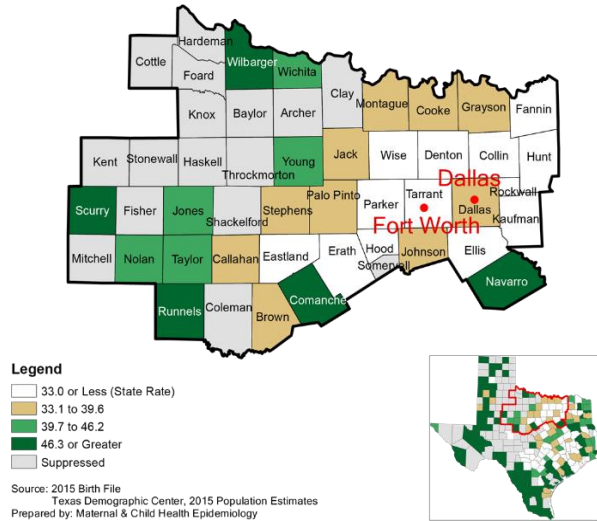 Hardeman
Cottle
Foard
Wilbarger
Wichita
Clay
Montague
Cooke
Grayson
Fannin
Knox
Baylor
Archer
Kent
Stonewall
Haskell
Throckmorton
Young
Jack
Wise
Denton
Collin
Hunt
Dallas
Rockwall
Scurry
Fisher
Jones
Shackelford
Stephens
Palo Pinto
Parker
Tarrant
Dallas
Kaufman
Fort Worth
Mitchell
Nolan
Taylor
Callahan
Eastland
Erath
Hood
Somervell
Johnson
Ellis
Navarro
Runnels
Coleman
Brown
Comanche
Legend
33.0 or Less (State Rate)
33.1 to 39.6
39.7 to 46.2
46.3 or Greater
Suppressed
Source: 2015 Birth File
Texas Demographic Center, 2015 Population Estimates
Prepared by: Maternal & Child Health Epidemiology